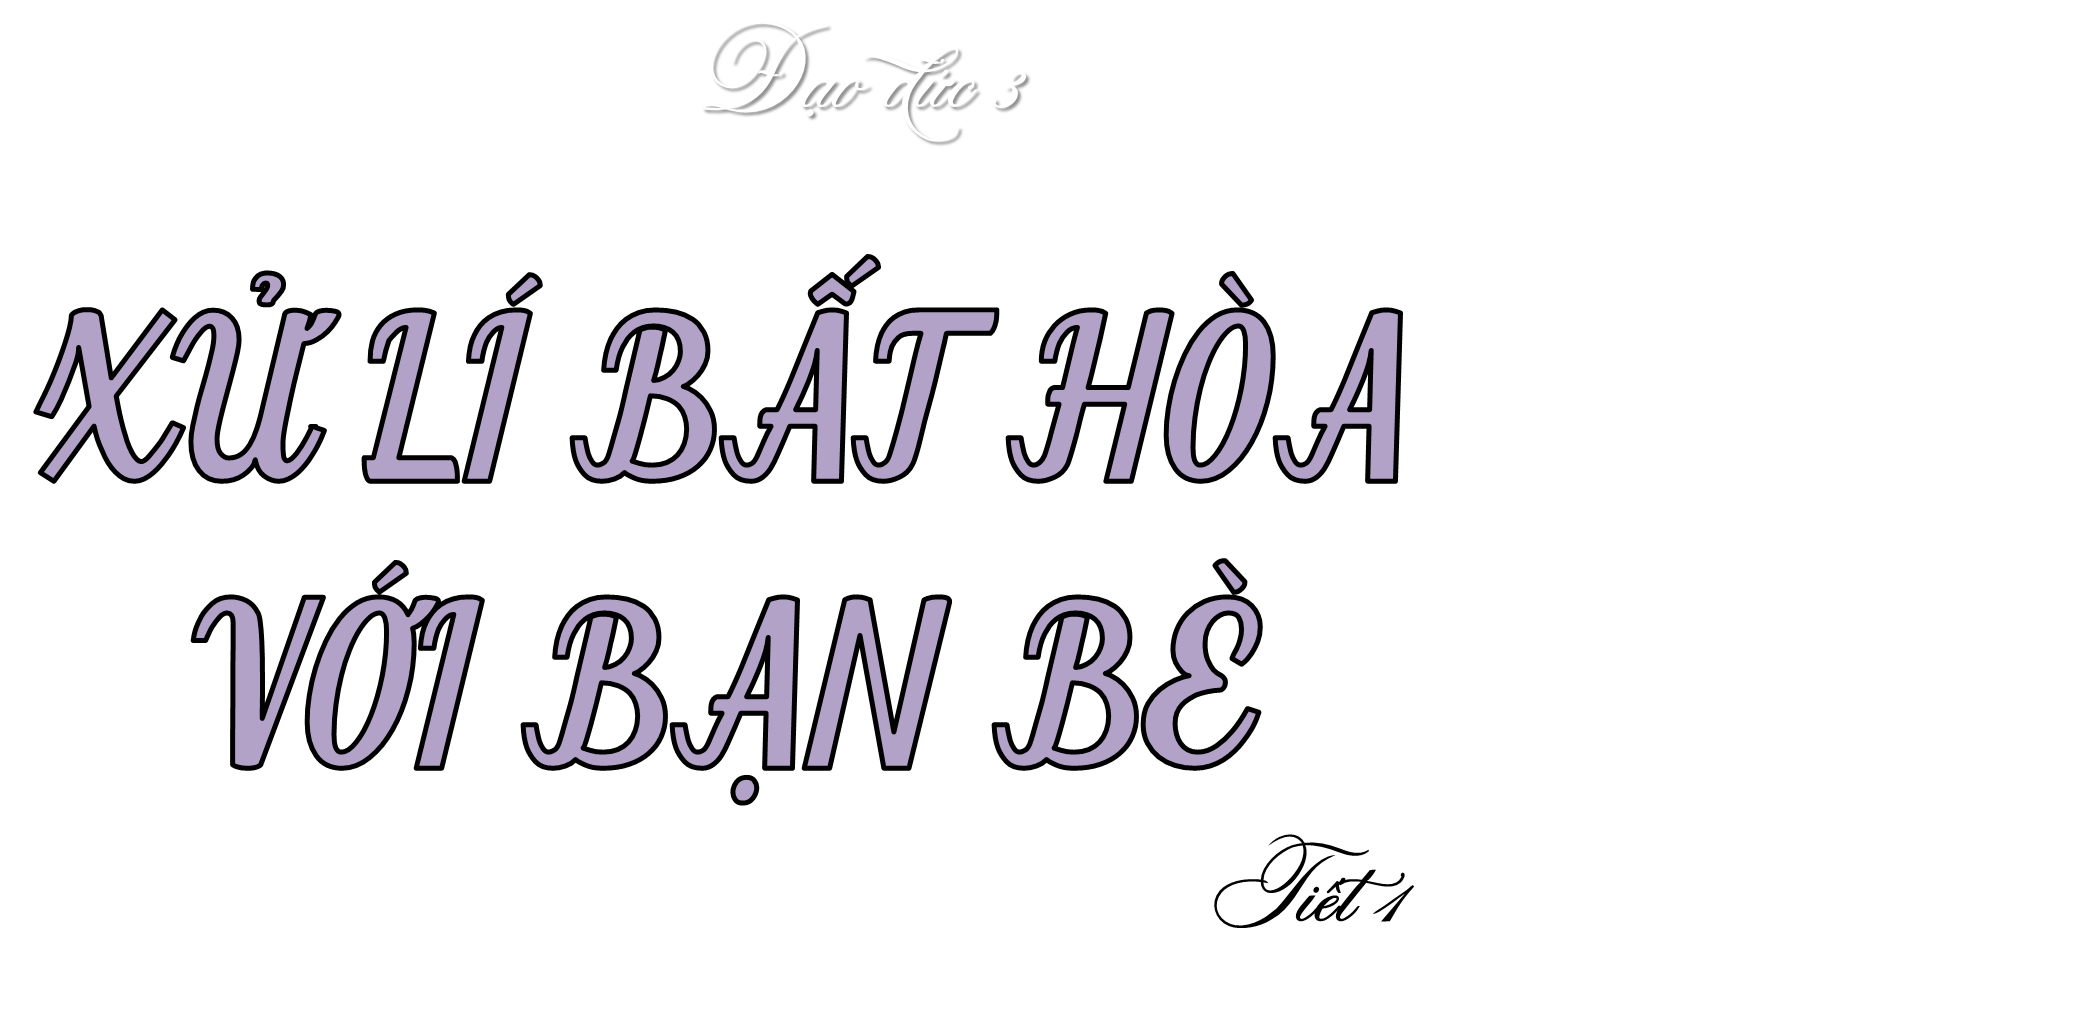 Đạo đức 3
XỬ LÍ BẤT HÒA
VỚI BẠN BÈ
Tiết 1